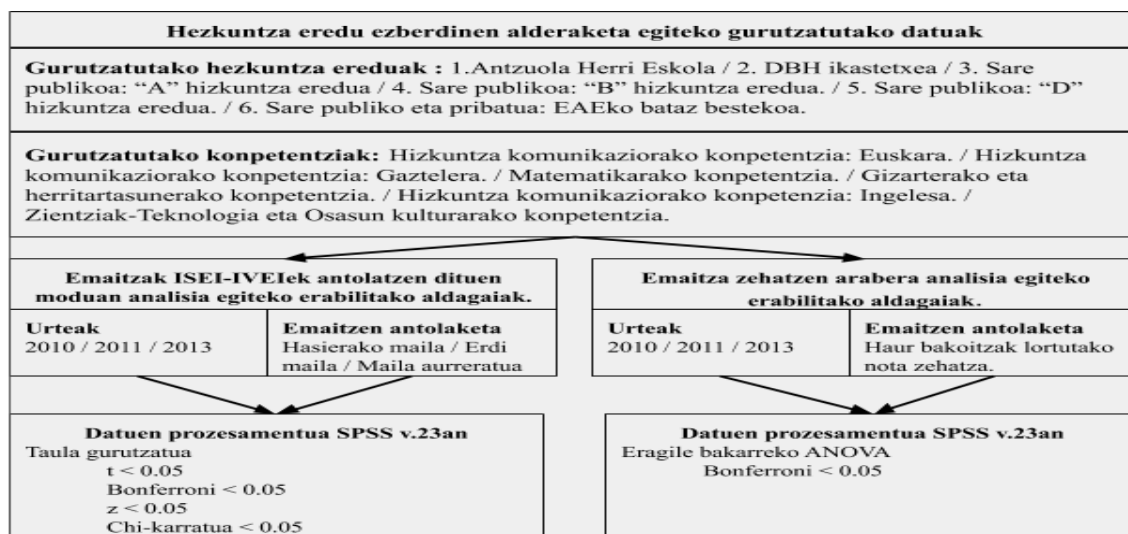 Hezkuntza eredu ezberdinen alderaketa egiteko gurutzatutako datuak
Gurutzatutako hezkuntza ereduak : 1.Antzuola Herri Eskola / 2. DBH ikastetxea / 3. Sare
publikoa: “A” hizkuntza eredua / 4. Sare publikoa: “B” hizkuntza eredua. / 5. Sare publikoa: “D”
hizkuntza eredua. / 6. Sare publiko eta pribatua: EAEko bataz bestekoa.
Gurutzatutako konpetentziak: Hizkuntza komunikaziorako konpetentzia: Euskara. / Hizkuntza
komunikaziorako konpetentzia: Gaztelera. / Matematikarako konpetentzia. / Gizarterako eta
herritartasunerako konpetentzia. / Hizkuntza komunikaziorako konpetenzia: Ingelesa. /
Zientziak-Teknologia eta Osasun kulturarako konpetentzia.
Emaitzak ISEI-IVEIek antolatzen dituen
moduan analisia egiteko erabilitako aldagaiak.
Urteak
2010 / 2011 / 2013
Emaitzen antolaketa
Hasierako maila / Erdi
maila / Maila aurreratua
Emaitza zehatzen arabera analisia egiteko
erabilitako aldagaiak.
Urteak
2010 / 2011 / 2013
Emaitzen antolaketa
Haur bakoitzak lortutako
nota zehatza.
Datuen prozesamentua SPSS v.23an
Taula gurutzatua
t < 0.05
Bonferroni < 0.05
z < 0.05
Chi-karratua < 0.05
Datuen prozesamentua SPSS v.23an
Eragile bakarreko ANOVA
Bonferroni < 0.05